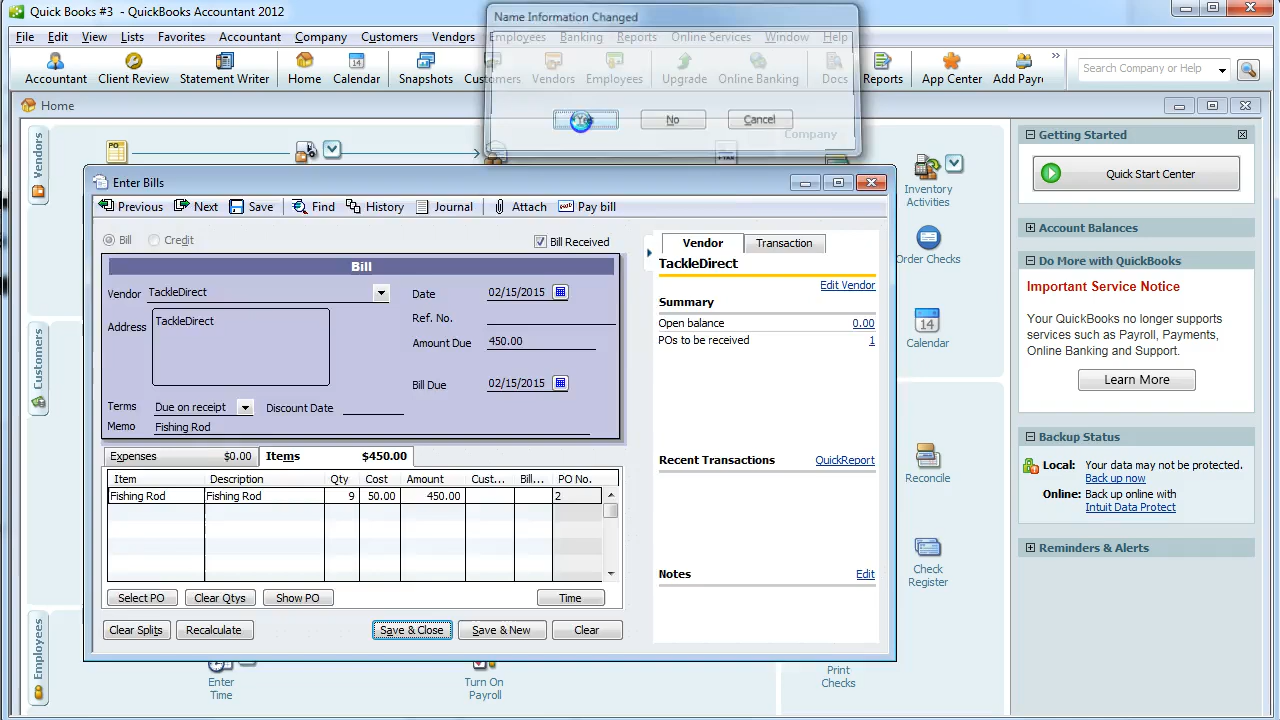 Quick Books #3 - QuickBooks Accountant 2012
Name Information Changed
File Edit View Lists Favorites Accountant Company Customers Vendors Employees Banking Reports Online Services Window Help
Accountant Client Review Statement Writer Home Calendar Snapshots Customers Vendors Employees Upgrade Online Banking Docs Reports App Center Add Payr
Search Company or Help
Home
Yes No Cancel
Company
Vendors
Customers
Employees
PO
Enter Bills
Previous Next Save Find History Journal Attach Pay bill
Bill Credit
Bill Received
Bill
Vendor TackleDirect
Date 02/15/2015
Address TackleDirect
Ref. No.
Amount Due 450.00
Bill Due 02/15/2015
Terms Due on receipt Discount Date
Memo Fishing Rod
Expenses $0.00 Items $450.00
Item Description Qty Cost Amount Cust... Bill... PO No.
Fishing Rod Fishing Rod 9 50.00 450.00 2
Select PO Clear Qtys Show PO Time
Clear Splits Recalculate Save & Close Save & New Clear
Vendor Transaction
TackleDirect
Edit Vendor
Summary
Open balance 0.00
POs to be received 1
Recent Transactions QuickReport
Notes Edit
Enter
Time
Turn On
Payroll
Print
Checks
Inventory
Activities
Order Checks
14
Calendar
Reconcile
Check
Register
Getting Started
Quick Start Center
Account Balances
Do More with QuickBooks
Important Service Notice
Your QuickBooks no longer supports
services such as Payroll, Payments,
Online Banking and Support.
Learn More
Backup Status
Local: Your data may not be protected.
Back up now
Online: Back up online with
Intuit Data Protect
Reminders & Alerts